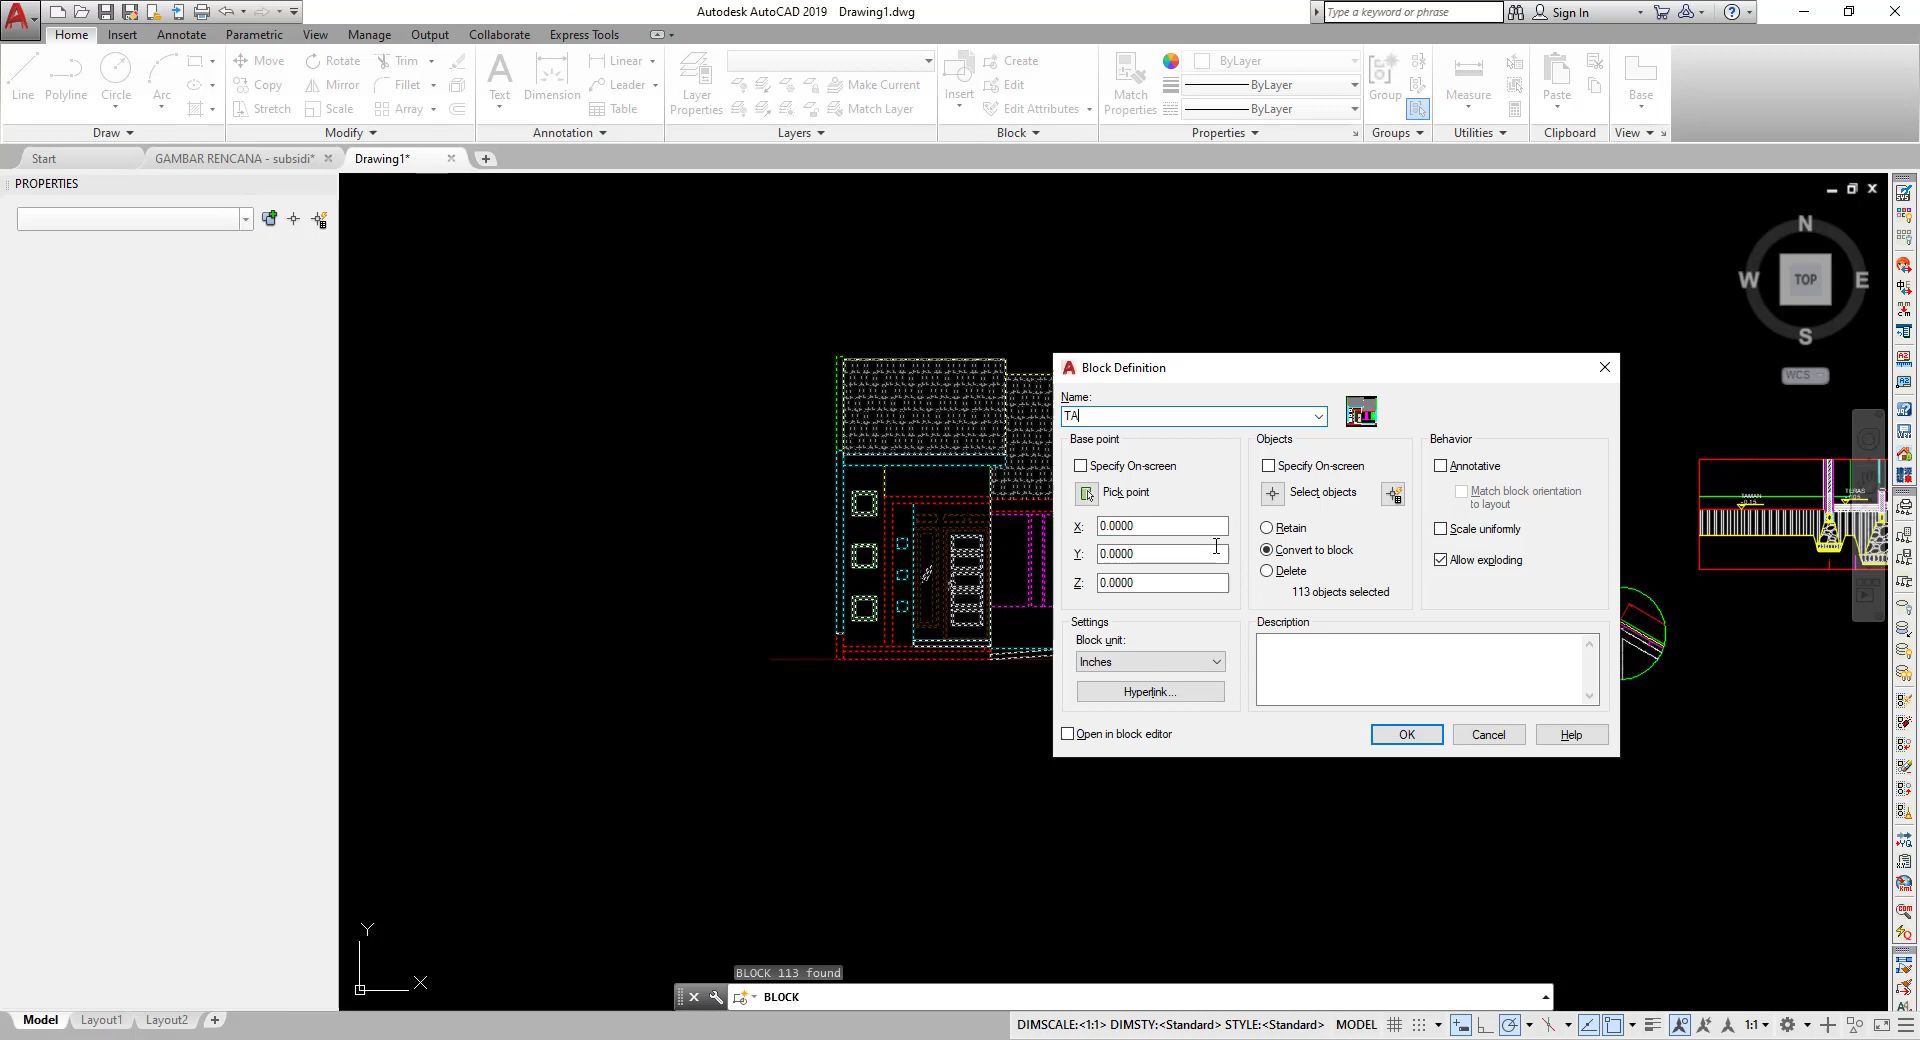 Autodesk AutoCAD 2019 Drawing1.dwg
Type a keyword or phrase
Sign In
Home Insert Annotate Parametric View Manage Output Collaborate Express Tools
Line
Polyline
Circle
Arc
Draw
Move
Rotate
Trim
Copy
Mirror
Fillet
Stretch
Scale
Array
Modify
Text
Dimension
Linear
Leader
Table
Annotation
Layer
Properties
Make Current
Match Layer
Layers
Insert
Create
Edit
Edit Attributes
Block
Match
Properties
ByLayer
ByLayer
ByLayer
Properties
Group
Groups
Measure
Utilities
Paste
Clipboard
Base
View
Start
GAMBAR RENCANA - subsidi*
Drawing1*
PROPERTIES
N
W
TOP
E
S
WCS
Block Definition
Name:
TA
Base point
Specify On-screen
Pick point
X: 0.0000
Y: 0.0000
Z: 0.0000
Objects
Specify On-screen
Select objects
Retain
Convert to block
Delete
113 objects selected
Behavior
Annotative
Match block orientation
to layout
Scale uniformly
Allow exploding
Settings
Block unit:
Inches
Hyperlink...
Description
Open in block editor
OK
Cancel
Help
TAMAN
TERAS
Y
X
BLOCK 113 found
BLOCK
Model Layout1 Layout2
DIMSCALE:<1:1> DIMSTY:<Standard> STYLE:<Standard> MODEL
1:1